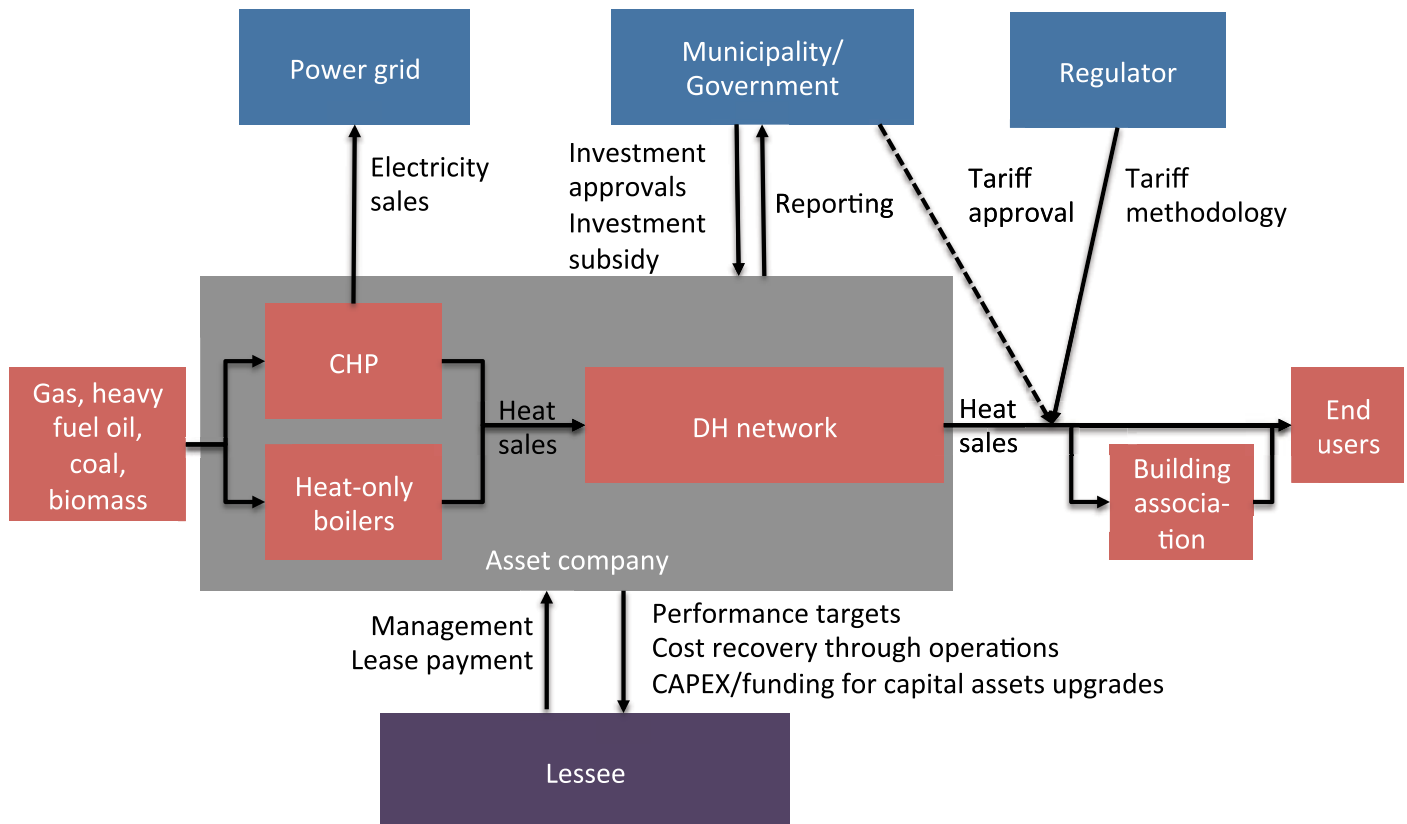 Power grid
Municipality/
Government
Regulator
Electricity
sales
Investment
approvals
Investment
subsidy
Reporting
Tariff
approval
Tariff
methodology
Gas, heavy
fuel oil,
coal,
biomass
CHP
Heat-only
boilers
Heat
sales
DH network
Heat
sales
End
users
Building
associa-
tion
Asset company
Management
Lease payment
Performance targets
Cost recovery through operations
CAPEX/funding for capital assets upgrades
Lessee